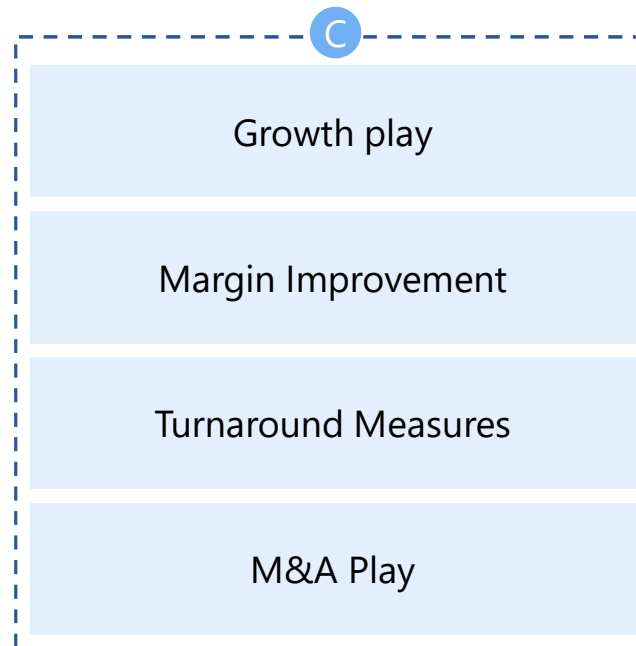 C
Growth play
Margin Improvement
Turnaround Measures
M&A Play